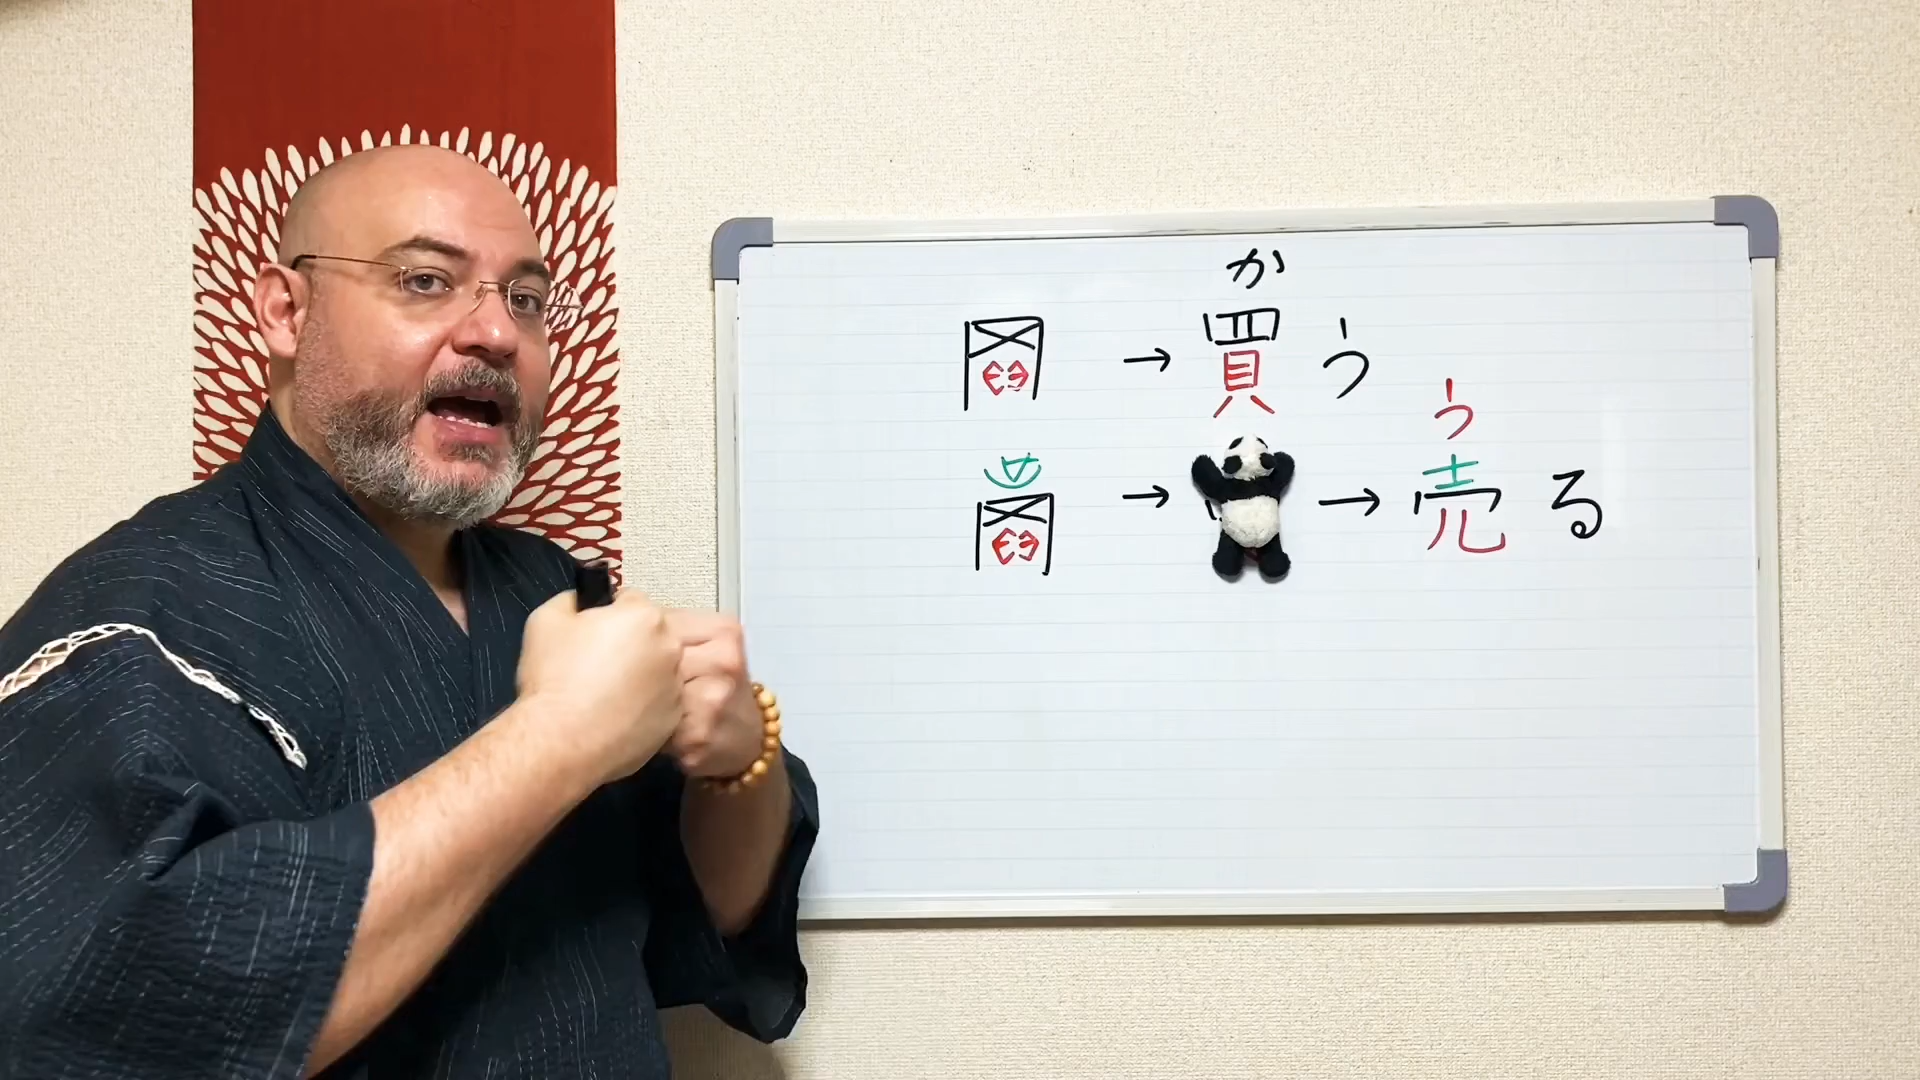 か
→ 買う
う
→ → 売る